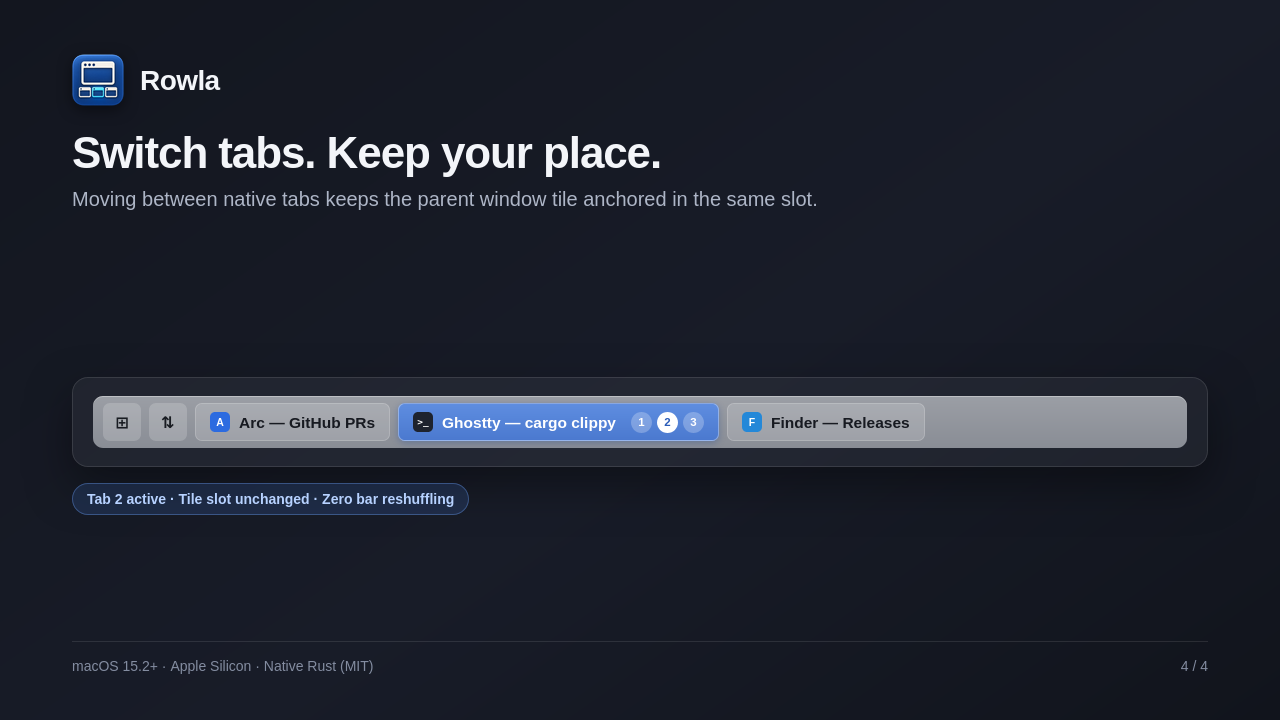 Rowla
Switch tabs. Keep your place.
Moving between native tabs keeps the parent window tile anchored in the same slot.
⊞ ⇅ A Arc — GitHub PRs >_ Ghostty — cargo clippy 1 2 3 F Finder — Releases
Tab 2 active · Tile slot unchanged · Zero bar reshuffling
macOS 15.2+ · Apple Silicon · Native Rust (MIT) 4 / 4